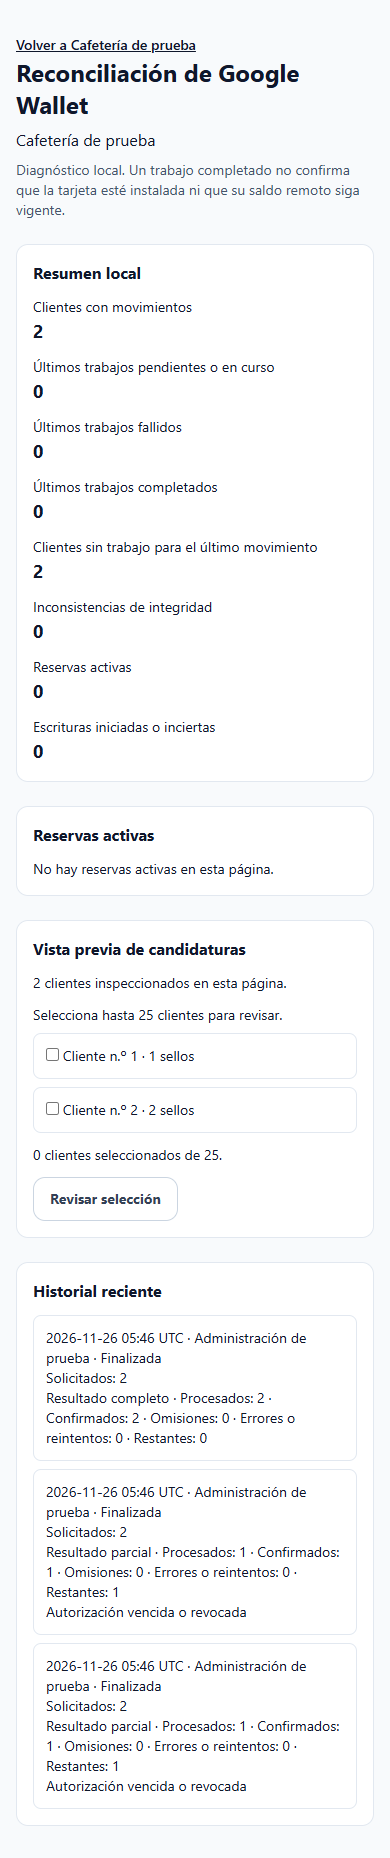 Volver a Cafetería de prueba
Reconciliación de Google
Wallet
Cafetería de prueba
Diagnóstico local. Un trabajo completado no confirma
que la tarjeta esté instalada ni que su saldo remoto siga
vigente.
Resumen local
Clientes con movimientos
2
Últimos trabajos pendientes o en curso
0
Últimos trabajos fallidos
0
Últimos trabajos completados
0
Clientes sin trabajo para el último movimiento
2
Inconsistencias de integridad
0
Reservas activas
0
Escrituras iniciadas o inciertas
0
Reservas activas
No hay reservas activas en esta página.
Vista previa de candidaturas
2 clientes inspeccionados en esta página.
Selecciona hasta 25 clientes para revisar.
Cliente n.º 1 · 1 sellos
Cliente n.º 2 · 2 sellos
0 clientes seleccionados de 25.
Revisar selección
Historial reciente
2026-11-26 05:46 UTC · Administración de
prueba · Finalizada
Solicitados: 2
Resultado completo · Procesados: 2 ·
Confirmados: 2 · Omisiones: 0 · Errores o
reintentos: 0 · Restantes: 0
2026-11-26 05:46 UTC · Administración de
prueba · Finalizada
Solicitados: 2
Resultado parcial · Procesados: 1 · Confirmados:
1 · Omisiones: 0 · Errores o reintentos: 0 ·
Restantes: 1
Autorización vencida o revocada
2026-11-26 05:46 UTC · Administración de
prueba · Finalizada
Solicitados: 2
Resultado parcial · Procesados: 1 · Confirmados:
1 · Omisiones: 0 · Errores o reintentos: 0 ·
Restantes: 1
Autorización vencida o revocada